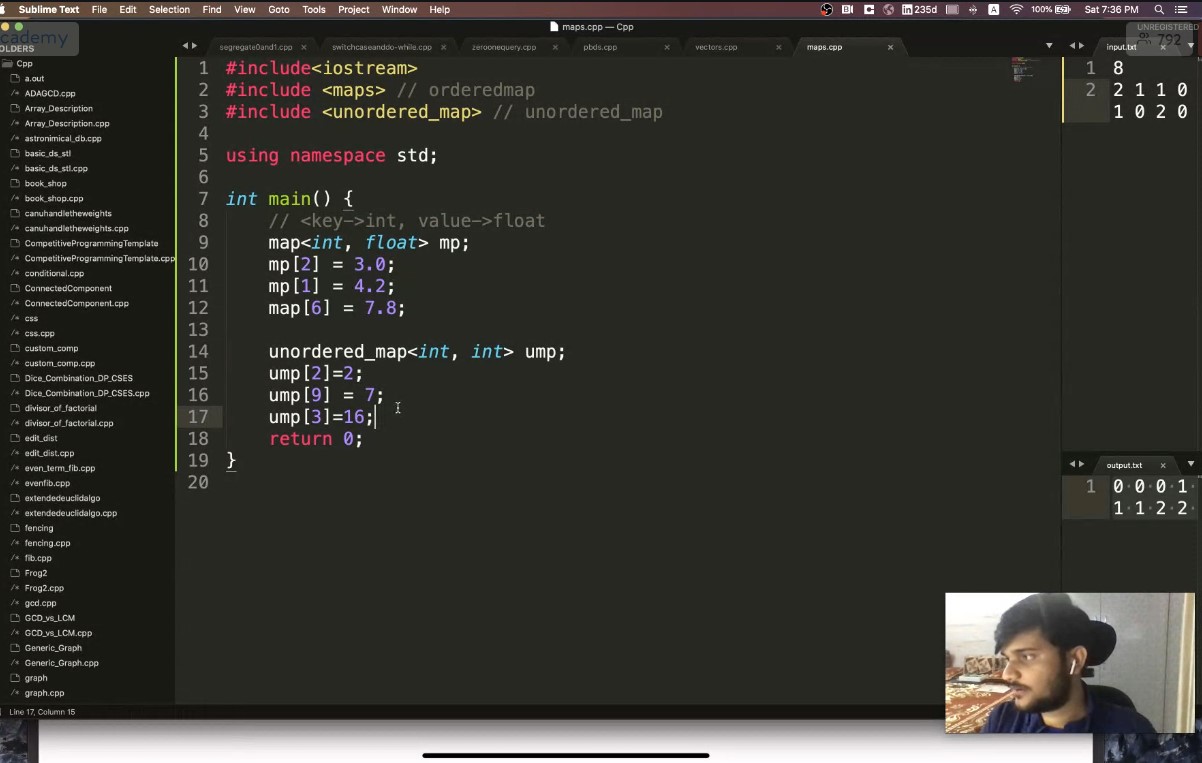 Sublime Text File Edit Selection Find View Goto Tools Project Window Help 235d 100% Sat 7:36 PM
maps.cpp — Cpp UNREGISTERED
cademy
792
OLDERS
segregate0and1.cpp switchcaseanddo-while.cpp zeroonequery.cpp pbds.cpp vectors.cpp maps.cpp input.txt
Cpp
a.out
ADAGCD.cpp
Array_Description
Array_Description.cpp
astronimical_db.cpp
basic_ds_stl
basic_ds_stl.cpp
book_shop
book_shop.cpp
canuhandletheweights
canuhandletheweights.cpp
CompetitiveProgrammingTemplate
CompetitiveProgrammingTemplate.cpp
conditional.cpp
ConnectedComponent
ConnectedComponent.cpp
css
css.cpp
custom_comp
custom_comp.cpp
Dice_Combination_DP_CSES
Dice_Combination_DP_CSES.cpp
divisor_of_factorial
divisor_of_factorial.cpp
edit_dist
edit_dist.cpp
even_term_fib.cpp
evenfib.cpp
extendedeuclidalgo
extendedeuclidalgo.cpp
fencing
fencing.cpp
fib.cpp
Frog2
Frog2.cpp
gcd.cpp
GCD_vs_LCM
GCD_vs_LCM.cpp
Generic_Graph
Generic_Graph.cpp
graph
graph.cpp
1 #include<iostream>
2 #include <maps> // orderedmap
3 #include <unordered_map> // unordered_map
4
5 using namespace std;
6
7 int main() {
8 // <key->int, value->float
9 map<int, float> mp;
10 mp[2] = 3.0;
11 mp[1] = 4.2;
12 map[6] = 7.8;
13
14 unordered_map<int, int> ump;
15 ump[2]=2;
16 ump[9] = 7;
17 ump[3]=16;
18 return 0;
19 }
20
1 8
2 2 1 1 0
1 0 2 0
output.txt
1 0 0 0 1
1 1 2 2
Line 17, Column 15